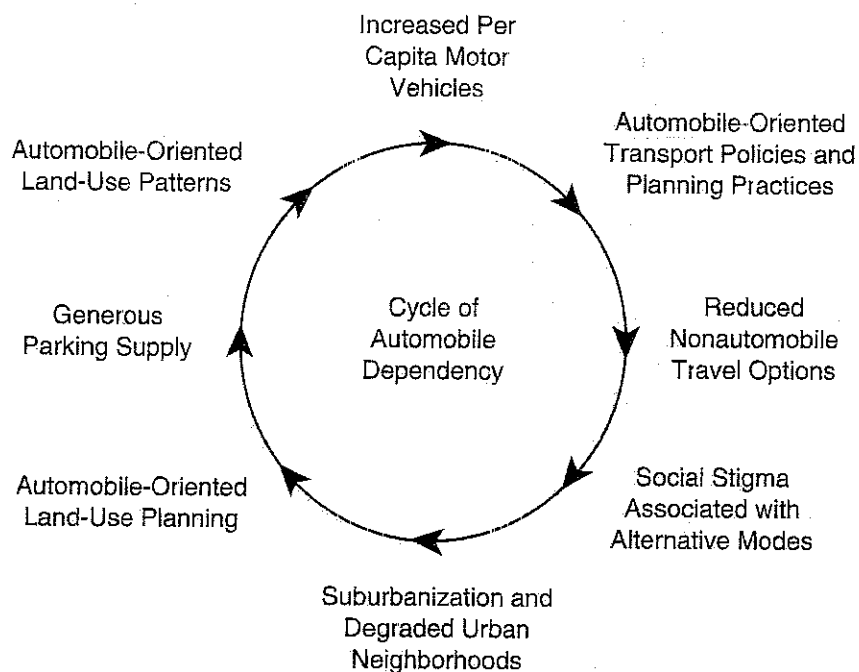 Increased Per
Capita Motor
Vehicles
Automobile-Oriented
Transport Policies and
Planning Practices
Reduced
Nonautomobile
Travel Options
Social Stigma
Associated with
Alternative Modes
Suburbanization and
Degraded Urban
Neighborhoods
Automobile-Oriented
Land-Use Planning
Generous
Parking Supply
Automobile-Oriented
Land-Use Patterns
Cycle of
Automobile
Dependency